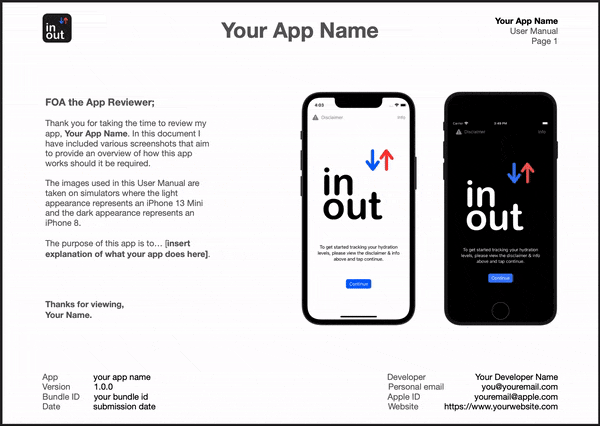 in
out
Your App Name
Your App Name
User Manual
Page 1
FOA the App Reviewer;
Thank you for taking the time to review my
app, Your App Name. In this document I
have included various screenshots that aim
to provide an overview of how this app
works should it be required.
The images used in this User Manual are
taken on simulators where the light
appearance represents an iPhone 13 Mini
and the dark appearance represents an
iPhone 8.
The purpose of this app is to… [insert
explanation of what your app does here].
Thanks for viewing,
Your Name.
4:03
Disclaimer
Info
in
out
To get started tracking your hydration
levels, please view the disclaimer & info
above and tap continue.
Continue
Carrier
Disclaimer
Info
in
out
To get started tracking your hydration
levels, please view the disclaimer & info
above and tap continue.
Continue
App your app name
Version 1.0.0
Bundle ID your bundle id
Date submission date
Developer Your Developer Name
Personal email you@youremail.com
Apple ID youremail@apple.com
Website https://www.yourwebsite.com